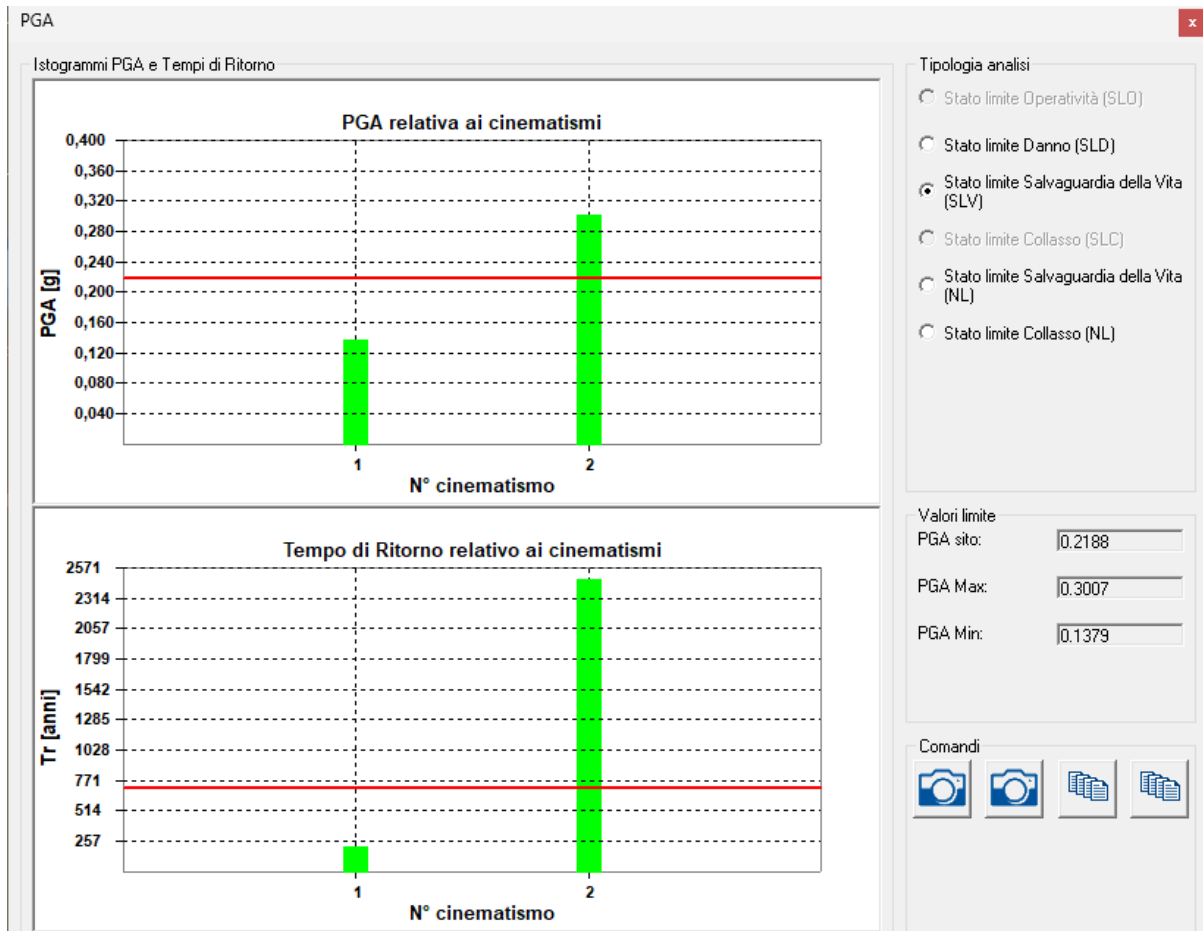 PGA
x
Istogrammi PGA e Tempi di Ritorno
PGA relativa ai cinematismi
0,400
0,360
0,320
0,280
0,240
0,200
0,160
0,120
0,080
0,040
PGA [g]
1
2
N° cinematismo
Tempo di Ritorno relativo ai cinematismi
2571
2314
2057
1799
1542
1285
1028
771
514
257
Tr [anni]
1
2
N° cinematismo
Tipologia analisi
Stato limite Operatività (SLO)
Stato limite Danno (SLD)
Stato limite Salvaguardia della Vita
(SLV)
Stato limite Collasso (SLC)
Stato limite Salvaguardia della Vita
(NL)
Stato limite Collasso (NL)
Valori limite
PGA sito: 0.2188
PGA Max: 0.3007
PGA Min: 0.1379
Comandi